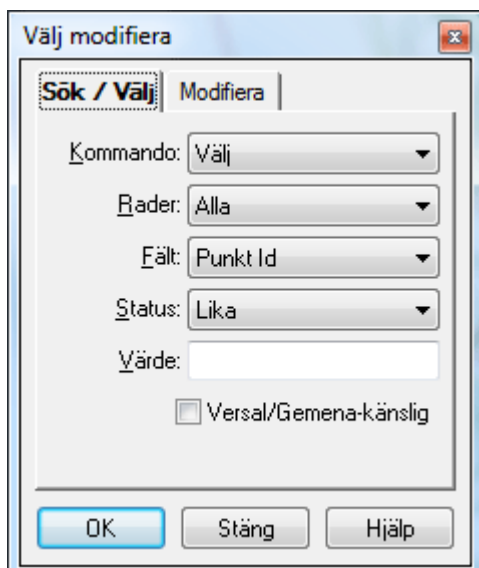 Välj modifiera
Sök / Välj Modifiera
Kommando: Välj
Rader: Alla
Fält: Punkt Id
Status: Lika
Värde:
Versal/Gemena-känslig
OK Stäng Hjälp